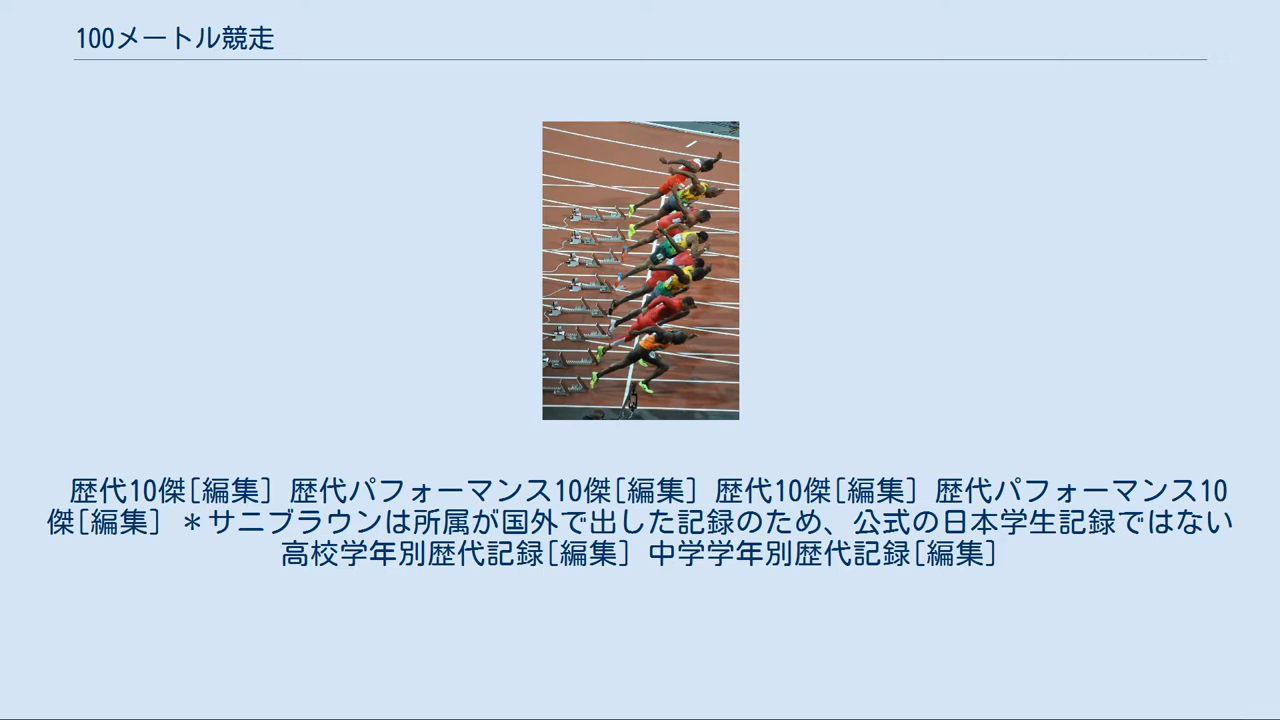 100メートル競走
歴代10傑[編集] 歴代パフォーマンス10傑[編集] 歴代10傑[編集] 歴代パフォーマンス10
傑[編集] ＊サニブラウンは所属が国外で出した記録のため、公式の日本学生記録ではない
高校学年別歴代記録[編集] 中学学年別歴代記録[編集]